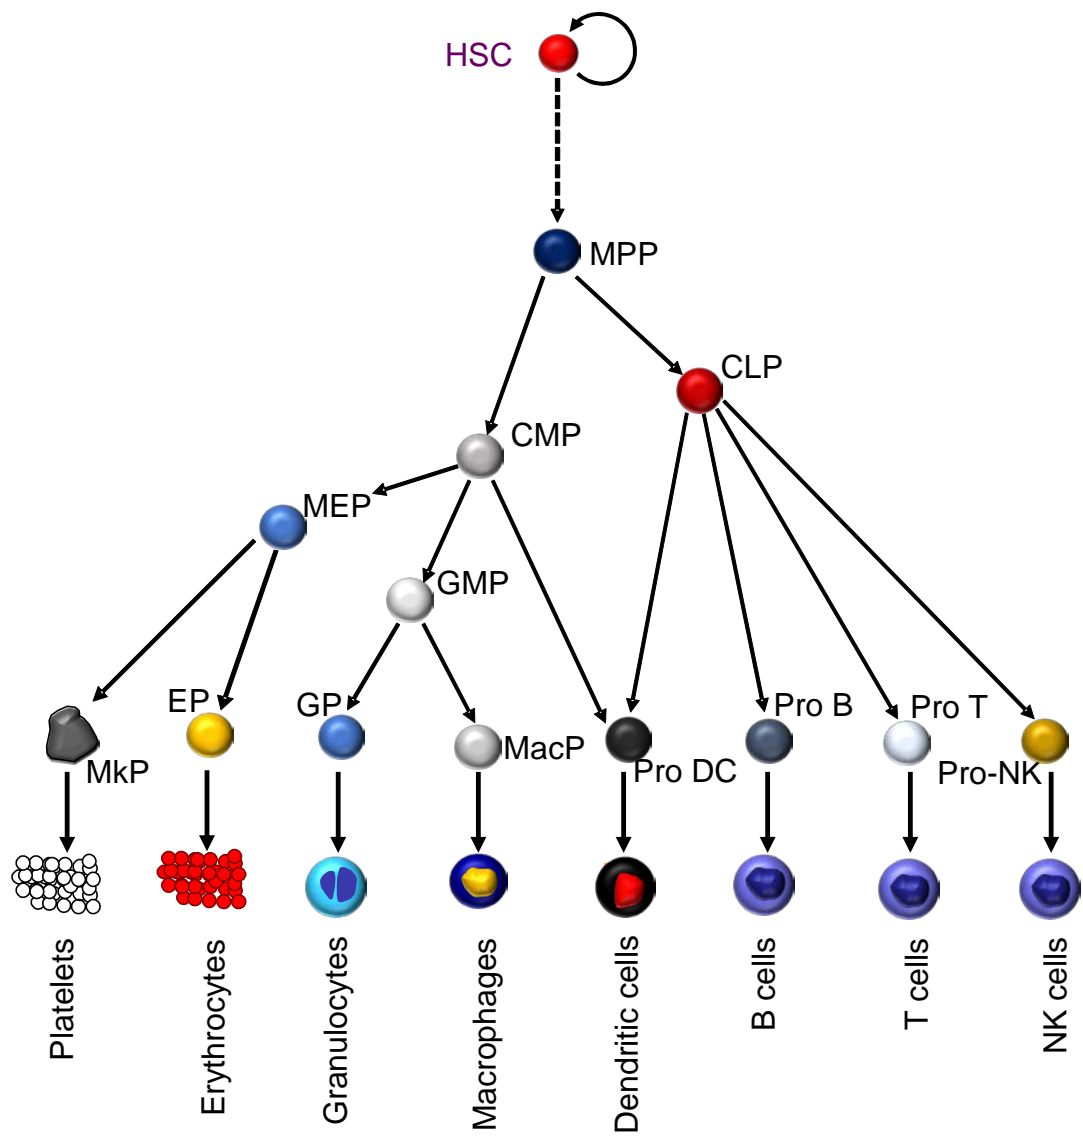 HSC
MPP
CLP
CMP
MEP
GMP
EP
GP
Pro B
Pro T
MkP
MacP
Pro DC
Pro-NK
Platelets
Erythrocytes
Granulocytes
Macrophages
Dendritic cells
B cells
T cells
NK cells